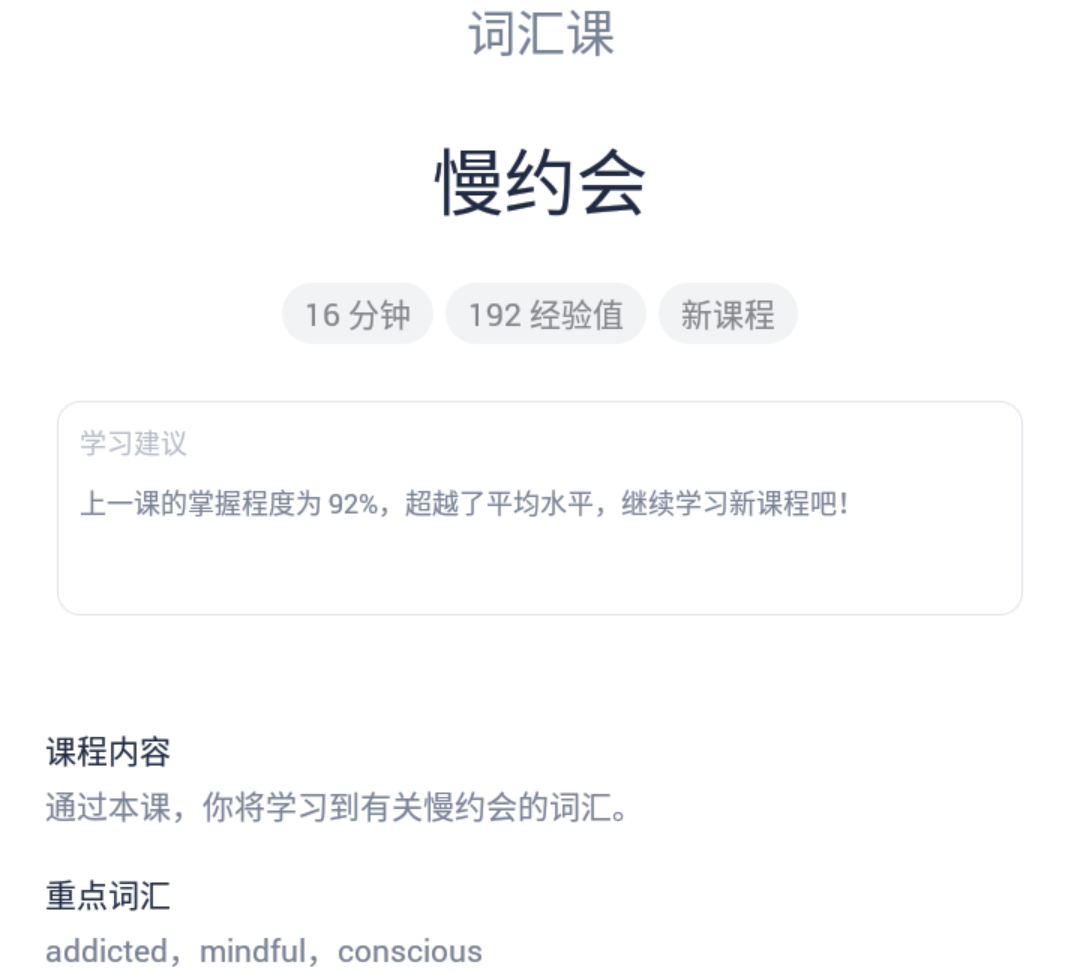 词汇课
慢约会
16 分钟 192 经验值 新课程
学习建议
上一课的掌握程度为 92%，超越了平均水平，继续学习新课程吧！
课程内容
通过本课，你将学习到有关慢约会的词汇。
重点词汇
addicted，mindful，conscious